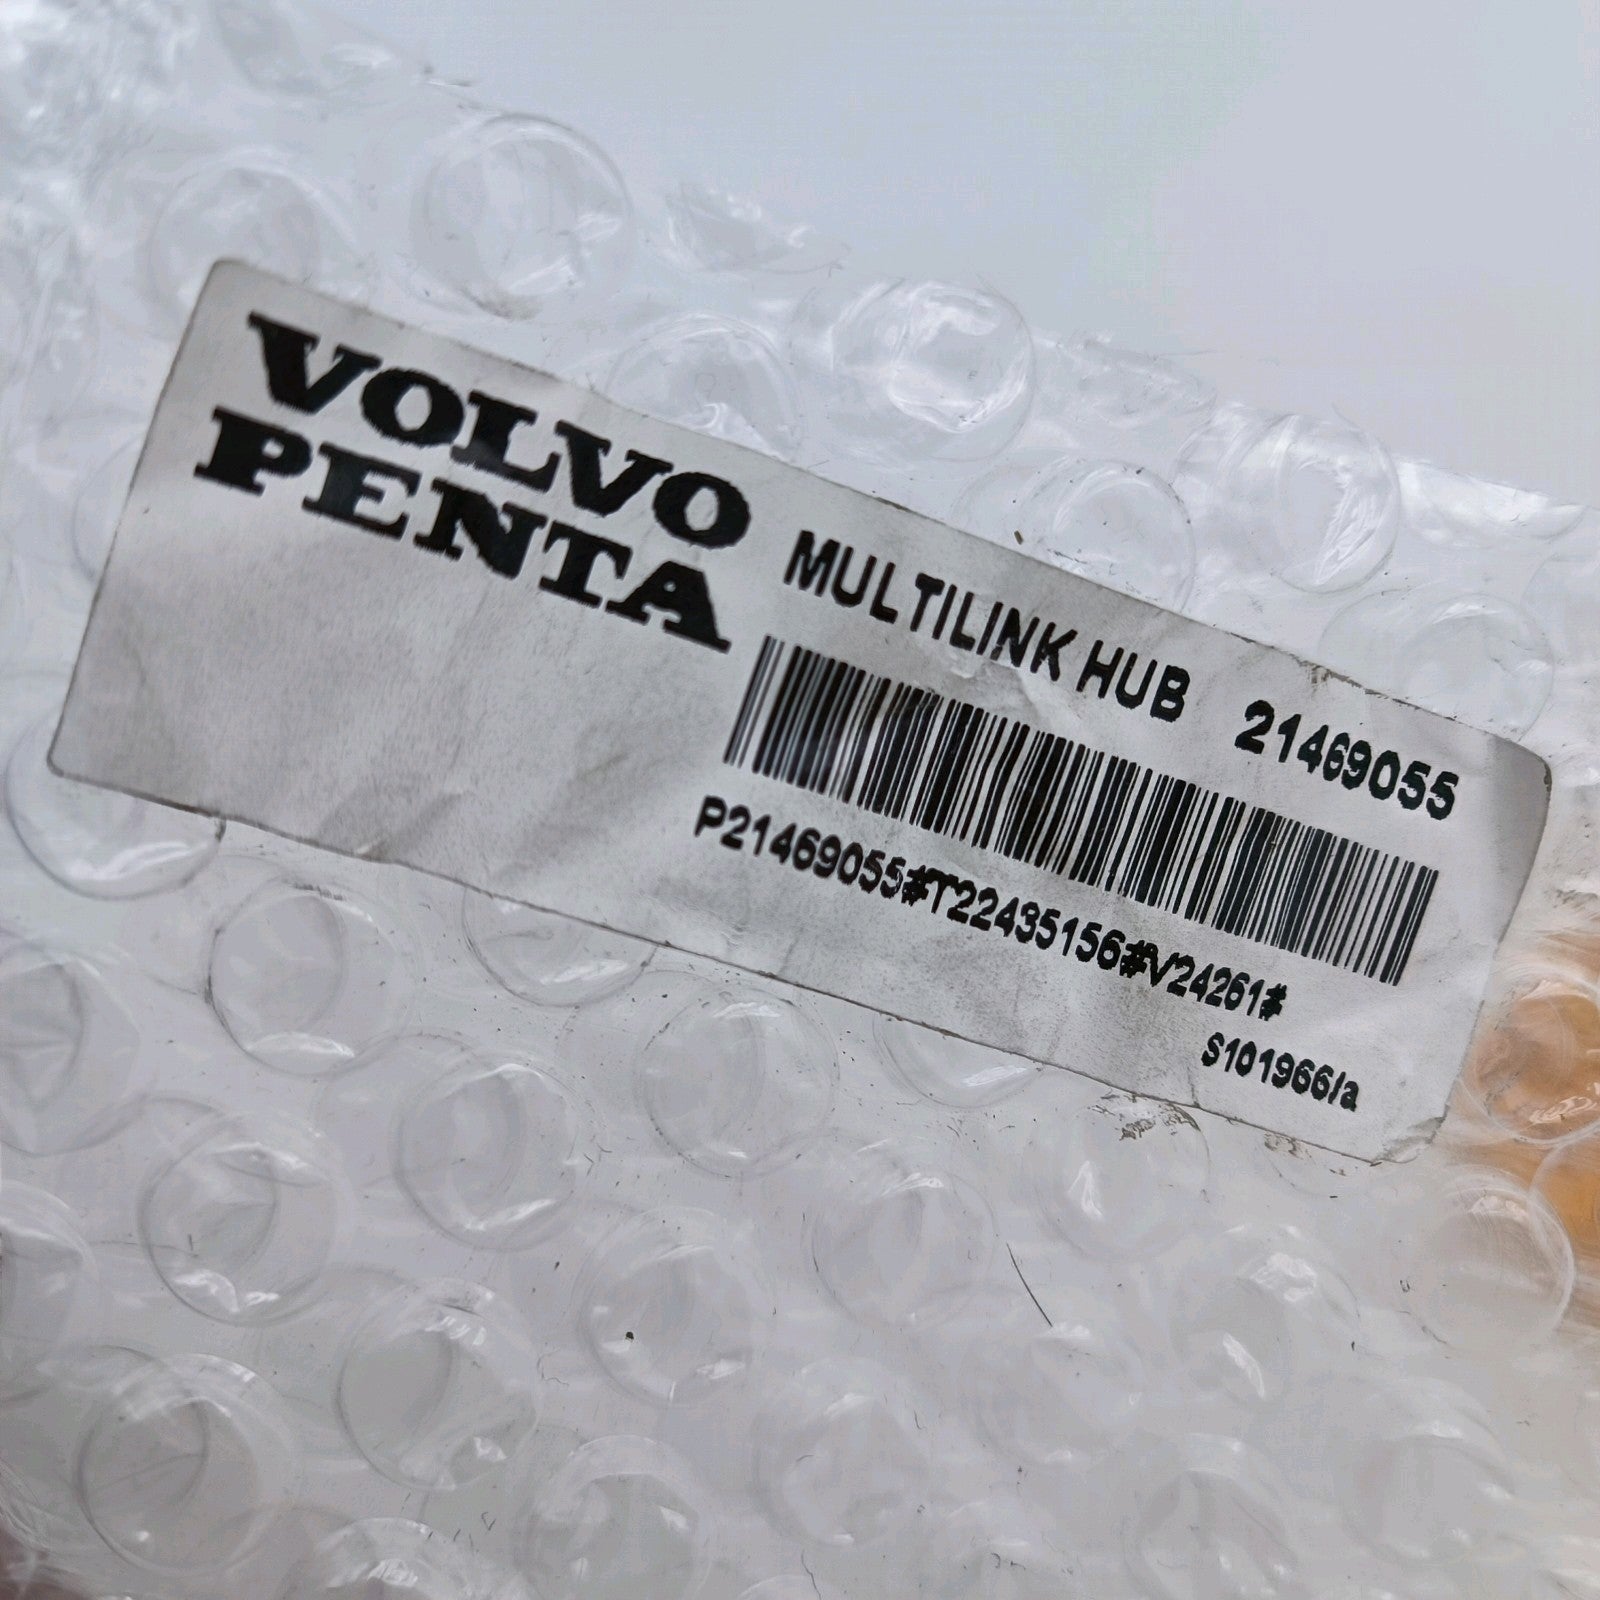 VOLVO
PENTA
MULTILINK HUB 21469055
P21469055#T22435156#V24261#
S101966/a